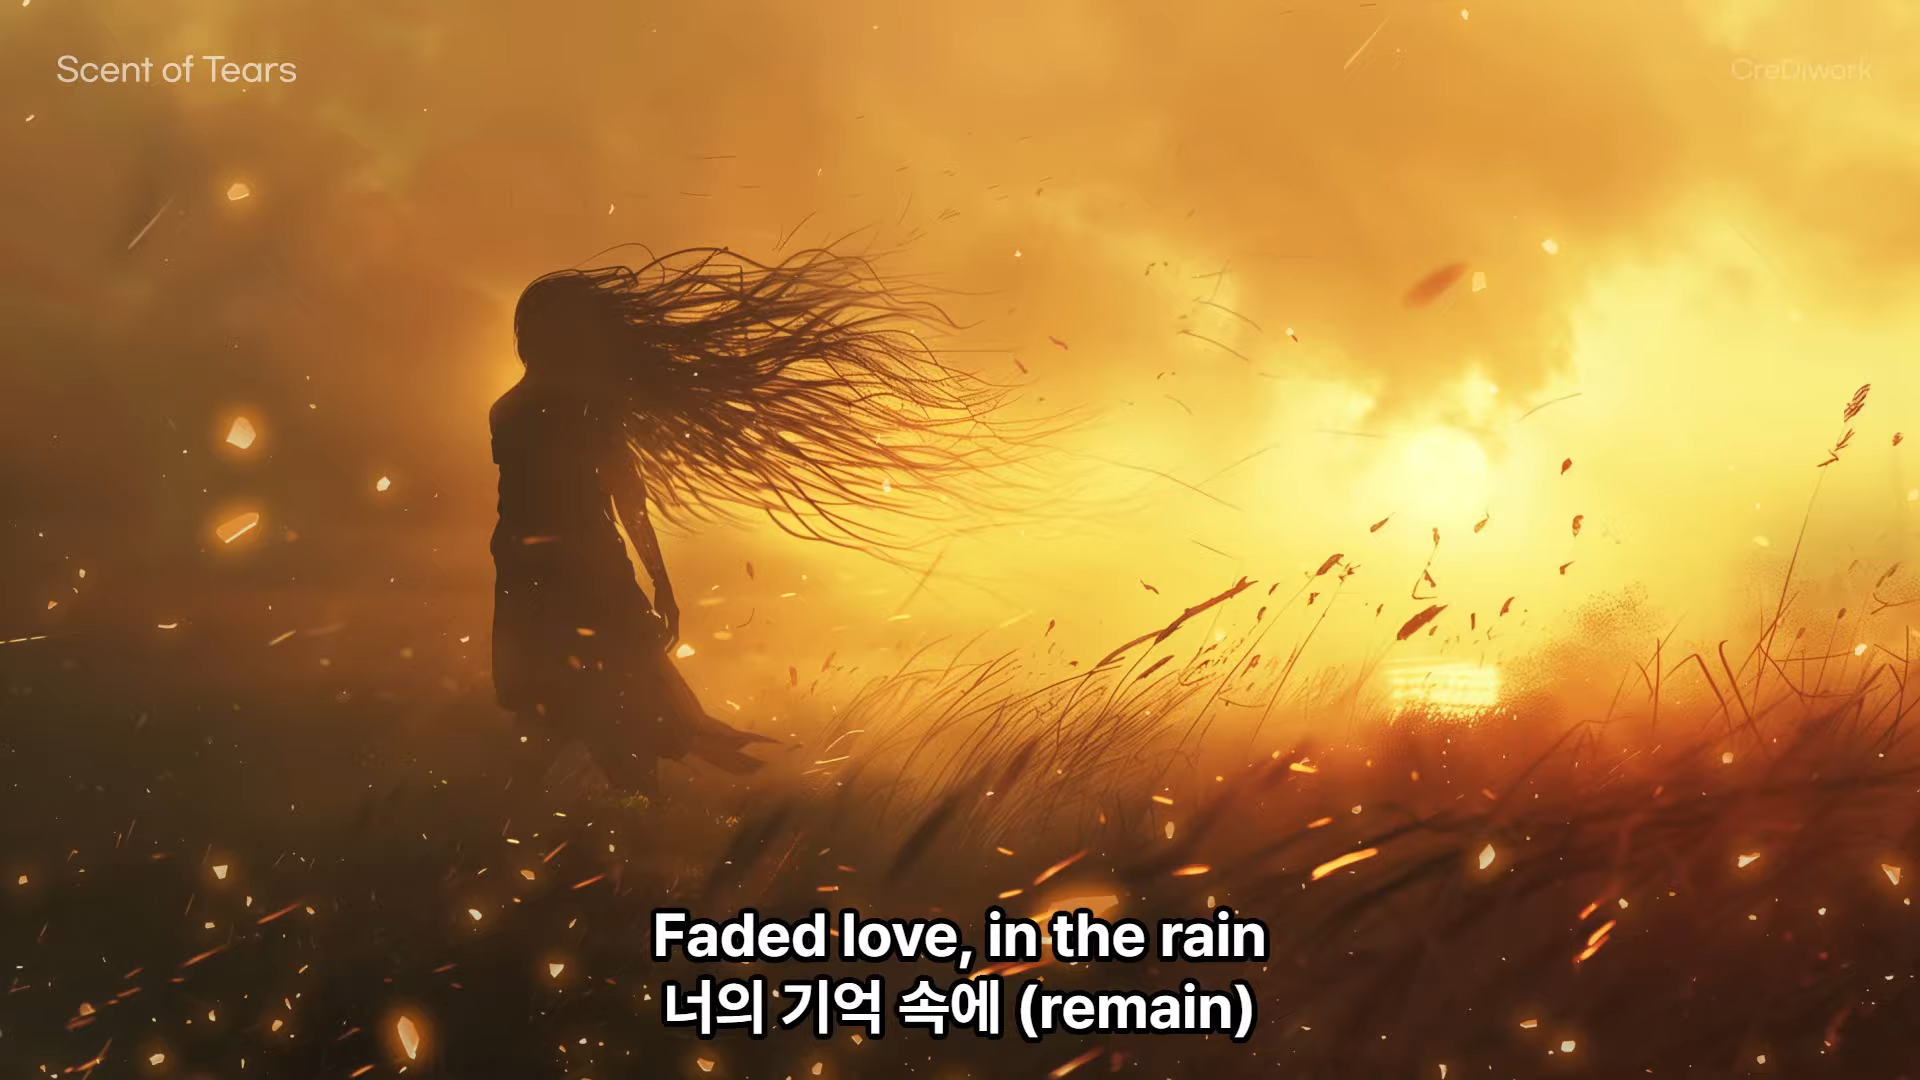 Scent of Tears
CreDiwork
Faded love, in the rain
너의 기억 속에 (remain)